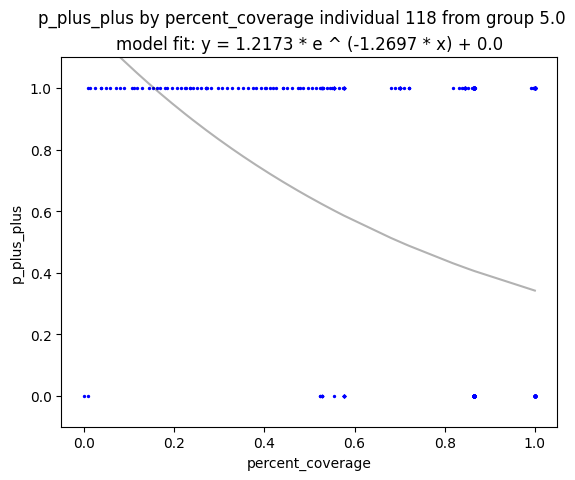 p_plus_plus by percent_coverage individual 118 from group 5.0
model fit: y = 1.2173 * e ^ (-1.2697 * x) + 0.0
1.0
0.8
0.6
0.4
0.2
0.0
p_plus_plus
0.0 0.2 0.4 0.6 0.8 1.0
percent_coverage